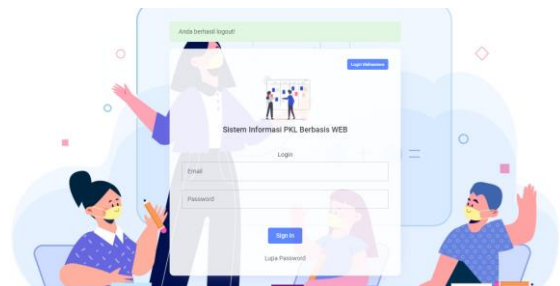 Anda berhasil logout!
Login Mahasiswa
Sistem Informasi PKL Berbasis WEB
Login
Email
Password
Sign In
Lupa Password